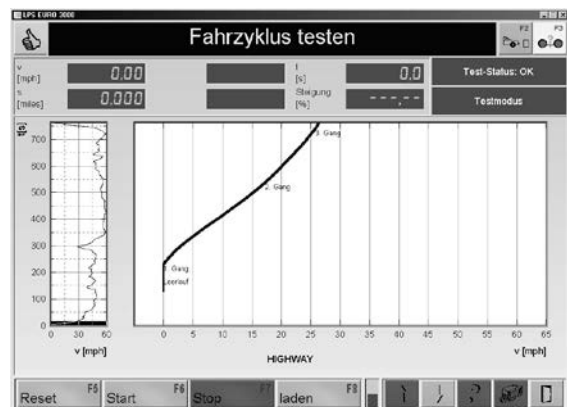 LPS EURO 3000
Fahrzyklus testen
F2
F3
v [mph] 0,00
t [s] 0,0
Test-Status: OK
s [miles] 0.000
Steigung [%] ---,--
Testmodus
t[s]
700
600
500
400
300
200
100
0
0 30 60
v [mph]
3. Gang
2. Gang
1. Gang
Leerlauf
0 5 10 15 20 25 30 35 40 45 50 55 60 65
HIGHWAY
v [mph]
Reset F5
Start F6
Stop F7
laden F8